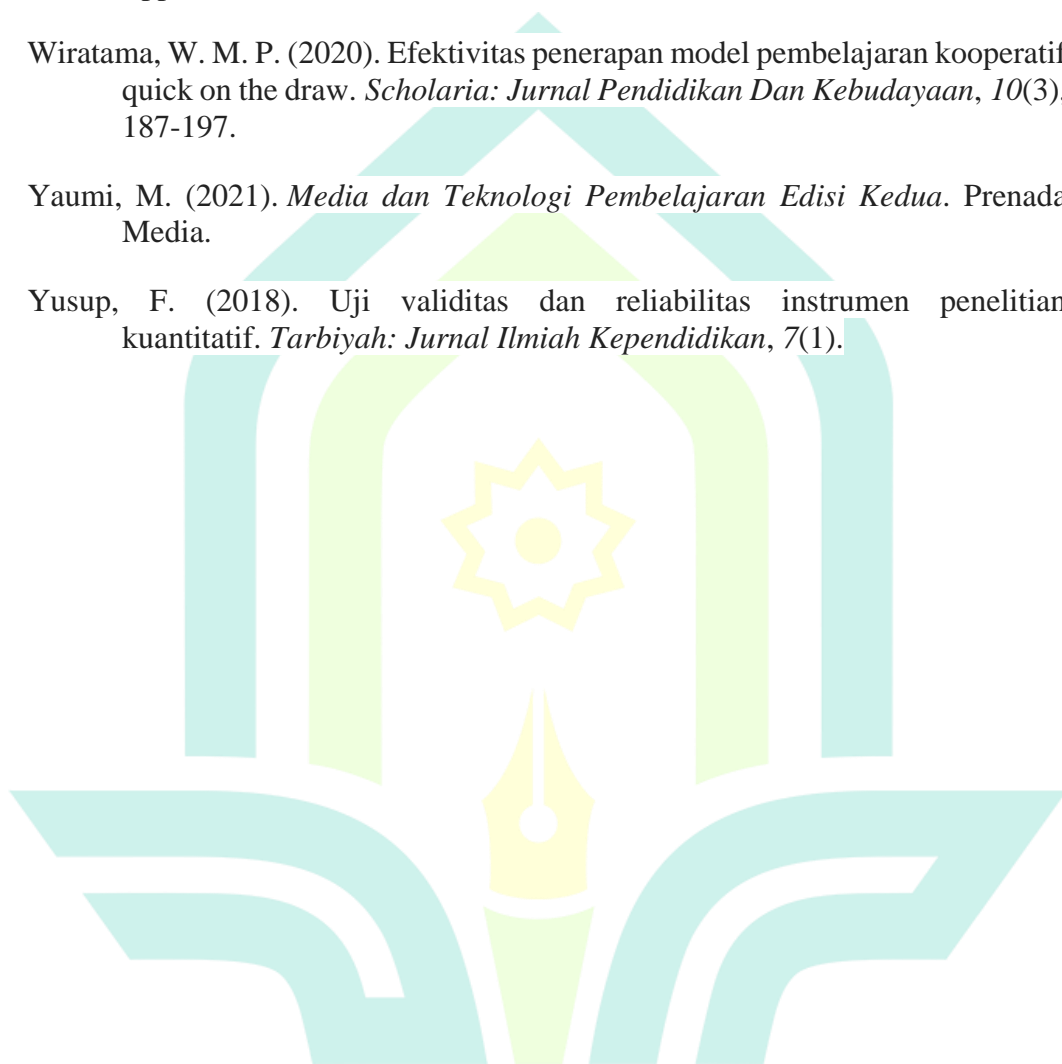 Wiratama, W. M. P. (2020). Efektivitas penerapan model pembelajaran kooperatif
quick on the draw. Scholaria: Jurnal Pendidikan Dan Kebudayaan, 10(3),
187-197.
Yaumi, M. (2021). Media dan Teknologi Pembelajaran Edisi Kedua. Prenada
Media.
Yusup, F. (2018). Uji validitas dan reliabilitas instrumen penelitian
kuantitatif. Tarbiyah: Jurnal Ilmiah Kependidikan, 7(1).